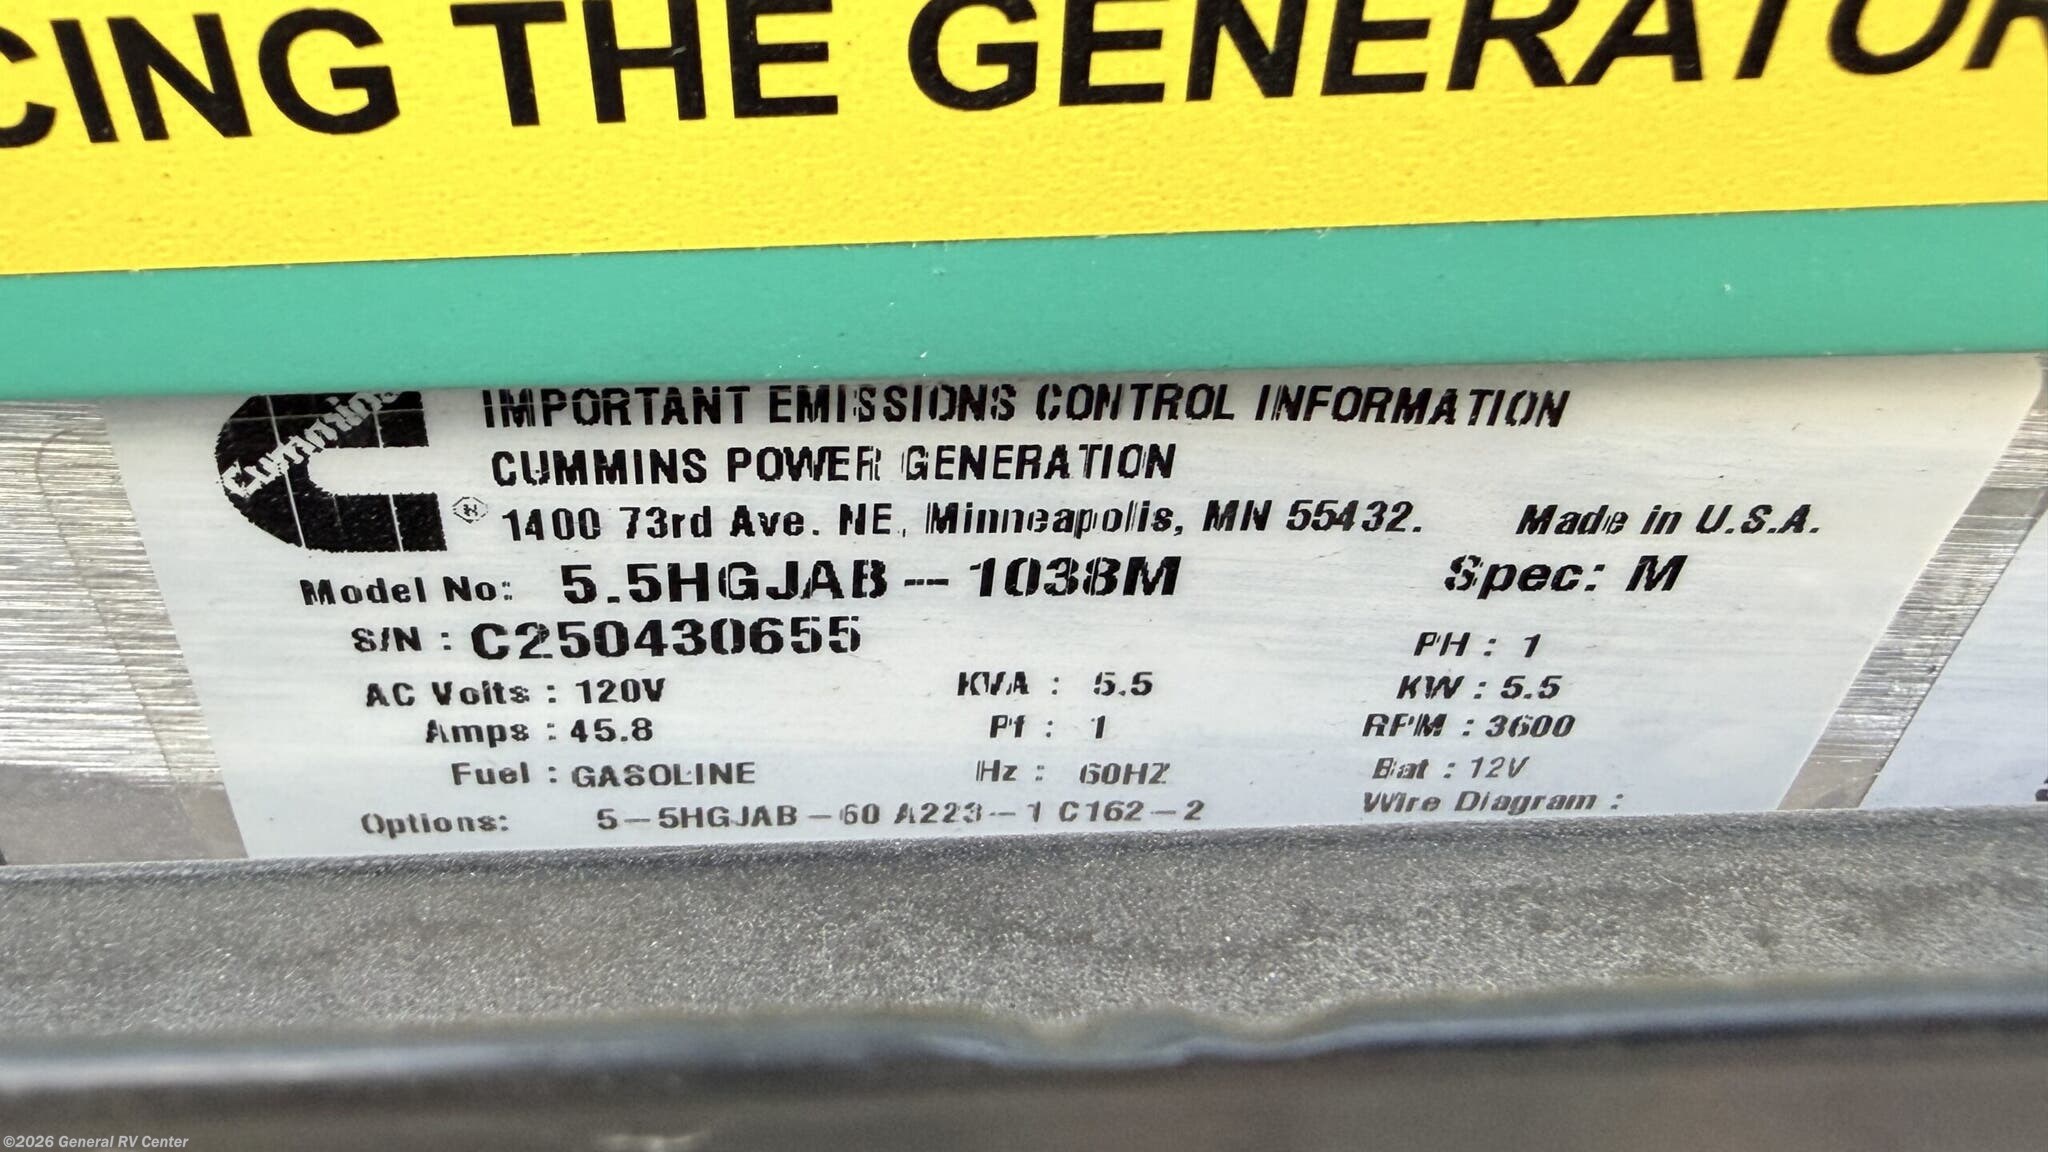 CING THE GENERATOR
Cummins
IMPORTANT EMISSIONS CONTROL INFORMATION
CUMMINS POWER GENERATION
® 1400 73rd Ave. NE, Minneapolis, MN 55432. Made in U.S.A.
Model No: 5.5HGJAB--1038M Spec: M
S/N : C250430655 PH : 1
AC Volts : 120V KVA : 5.5 KW : 5.5
Amps : 45.8 Pf : 1 RPM : 3600
Fuel : GASOLINE Hz : 60HZ Bat : 12V
Options: 5-5HGJAB-60 A223-1 C162-2 Wire Diagram :
©2026 General RV Center